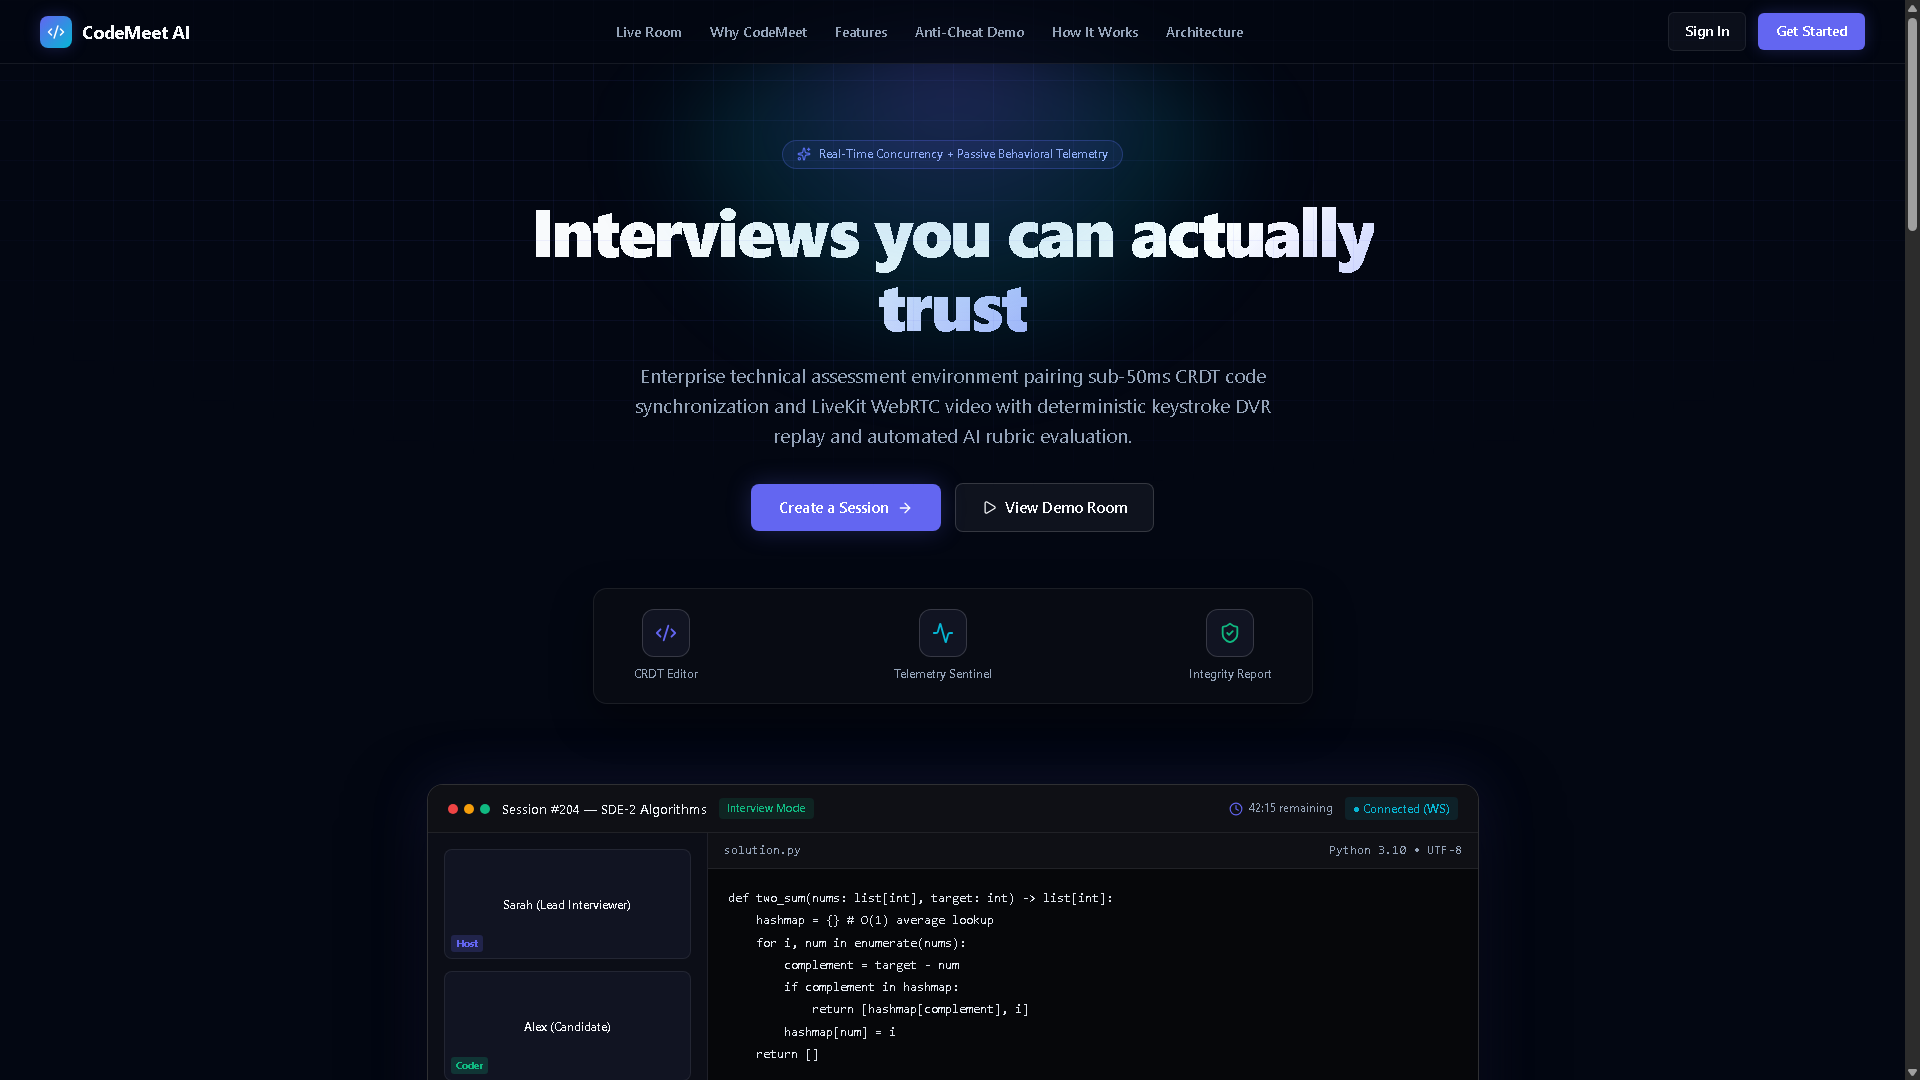 CodeMeet AI
Live Room
Why CodeMeet
Features
Anti-Cheat Demo
How It Works
Architecture
Sign In
Get Started
Real-Time Concurrency + Passive Behavioral Telemetry
Interviews you can actually
trust
Enterprise technical assessment environment pairing sub-50ms CRDT code
synchronization and LiveKit WebRTC video with deterministic keystroke DVR
replay and automated AI rubric evaluation.
Create a Session →
View Demo Room
CRDT Editor
Telemetry Sentinel
Integrity Report
Session #204 — SDE-2 Algorithms
Interview Mode
42:15 remaining
● Connected (WS)
Sarah (Lead Interviewer)
Host
Alex (Candidate)
Coder
solution.py
Python 3.10 • UTF-8
def two_sum(nums: list[int], target: int) -> list[int]:
    hashmap = {} # O(1) average lookup
    for i, num in enumerate(nums):
        complement = target - num
        if complement in hashmap:
            return [hashmap[complement], i]
        hashmap[num] = i
    return []